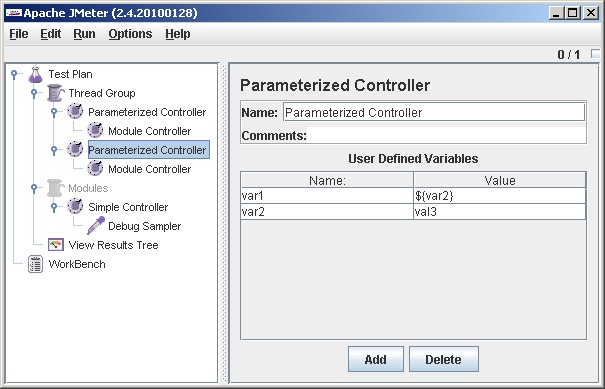 Apache JMeter (2.4.20100128)
File Edit Run Options Help
0 / 1
Test Plan
Thread Group
Parameterized Controller
Module Controller
Parameterized Controller
Module Controller
Modules
Simple Controller
Debug Sampler
View Results Tree
WorkBench
Parameterized Controller
Name: Parameterized Controller
Comments:
User Defined Variables
Name: Value
var1 ${var2}
var2 val3
Add Delete